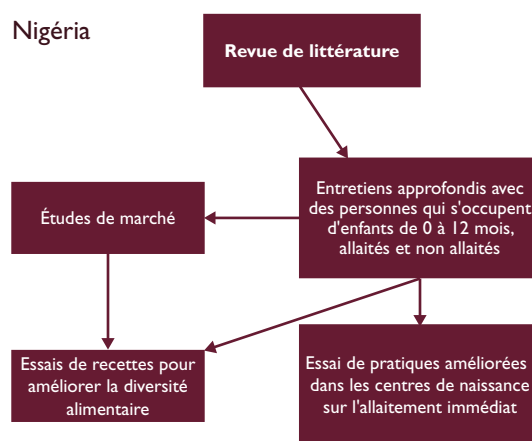 Nigéria
Revue de littérature
Entretiens approfondis avec
des personnes qui s'occupent
d'enfants de 0 à 12 mois,
allaités et non allaités
Études de marché
Essais de recettes pour
améliorer la diversité
alimentaire
Essai de pratiques améliorées
dans les centres de naissance
sur l'allaitement immédiat